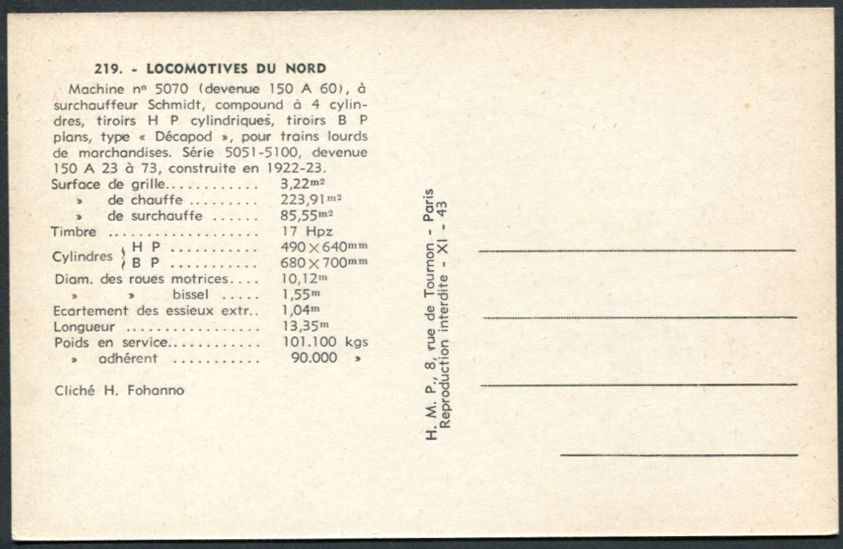 219. - LOCOMOTIVES DU NORD
Machine nº 5070 (devenue 150 A 60), à
surchauffeur Schmidt, compound à 4 cylin-
dres, tiroirs H P cylindriques, tiroirs B P
plans, type « Décapod », pour trains lourds
de marchandises. Série 5051-5100, devenue
150 A 23 à 73, construite en 1922-23.
Surface de grille............ 3,22m²
» de chauffe ......... 223,91m²
» de surchauffe ...... 85,55m²
Timbre ................... 17 Hpz
Cylindres { H P ........... 490×640mm
{ B P ........... 680×700mm
Diam. des roues motrices.... 10,12m
» » bissel ..... 1,55m
Ecartement des essieux extr.. 1,04m
Longueur ................. 13,35m
Poids en service............ 101.100 kgs
» adhérent ........... 90.000 »
Cliché H. Fohanno
H. M. P., 8, rue de Tournon - Paris
Reproduction interdite - XI - 43